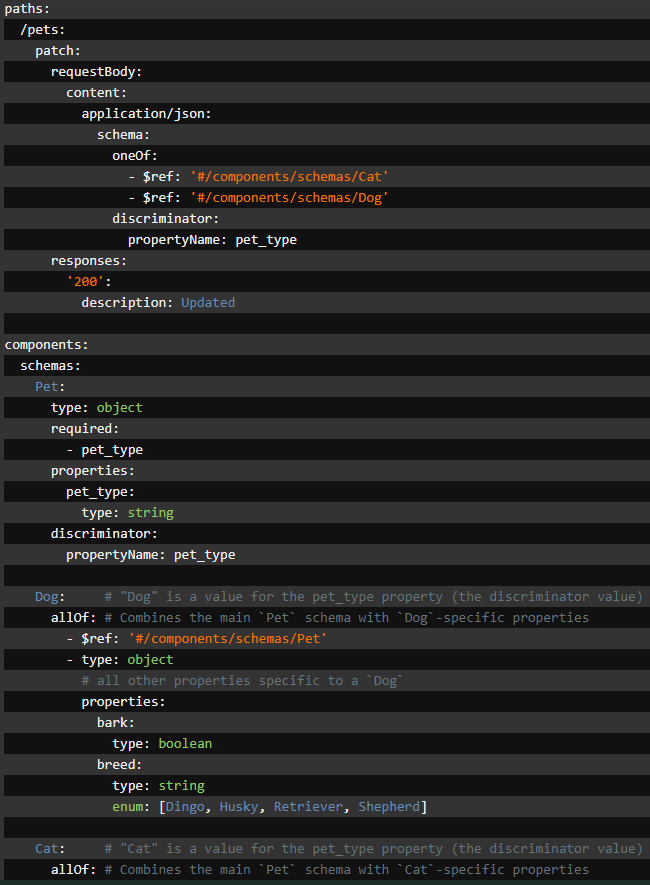 paths:
  /pets:
    patch:
      requestBody:
        content:
          application/json:
            schema:
              oneOf:
                - $ref: '#/components/schemas/Cat'
                - $ref: '#/components/schemas/Dog'
              discriminator:
                propertyName: pet_type
      responses:
        '200':
          description: Updated
components:
  schemas:
    Pet:
      type: object
      required:
        - pet_type
      properties:
        pet_type:
          type: string
      discriminator:
        propertyName: pet_type
    Dog:     # "Dog" is a value for the pet_type property (the discriminator value)
      allOf: # Combines the main `Pet` schema with `Dog`-specific properties
        - $ref: '#/components/schemas/Pet'
        - type: object
          # all other properties specific to a `Dog`
          properties:
            bark:
              type: boolean
            breed:
              type: string
              enum: [Dingo, Husky, Retriever, Shepherd]
    Cat:     # "Cat" is a value for the pet_type property (the discriminator value)
      allOf: # Combines the main `Pet` schema with `Cat`-specific properties